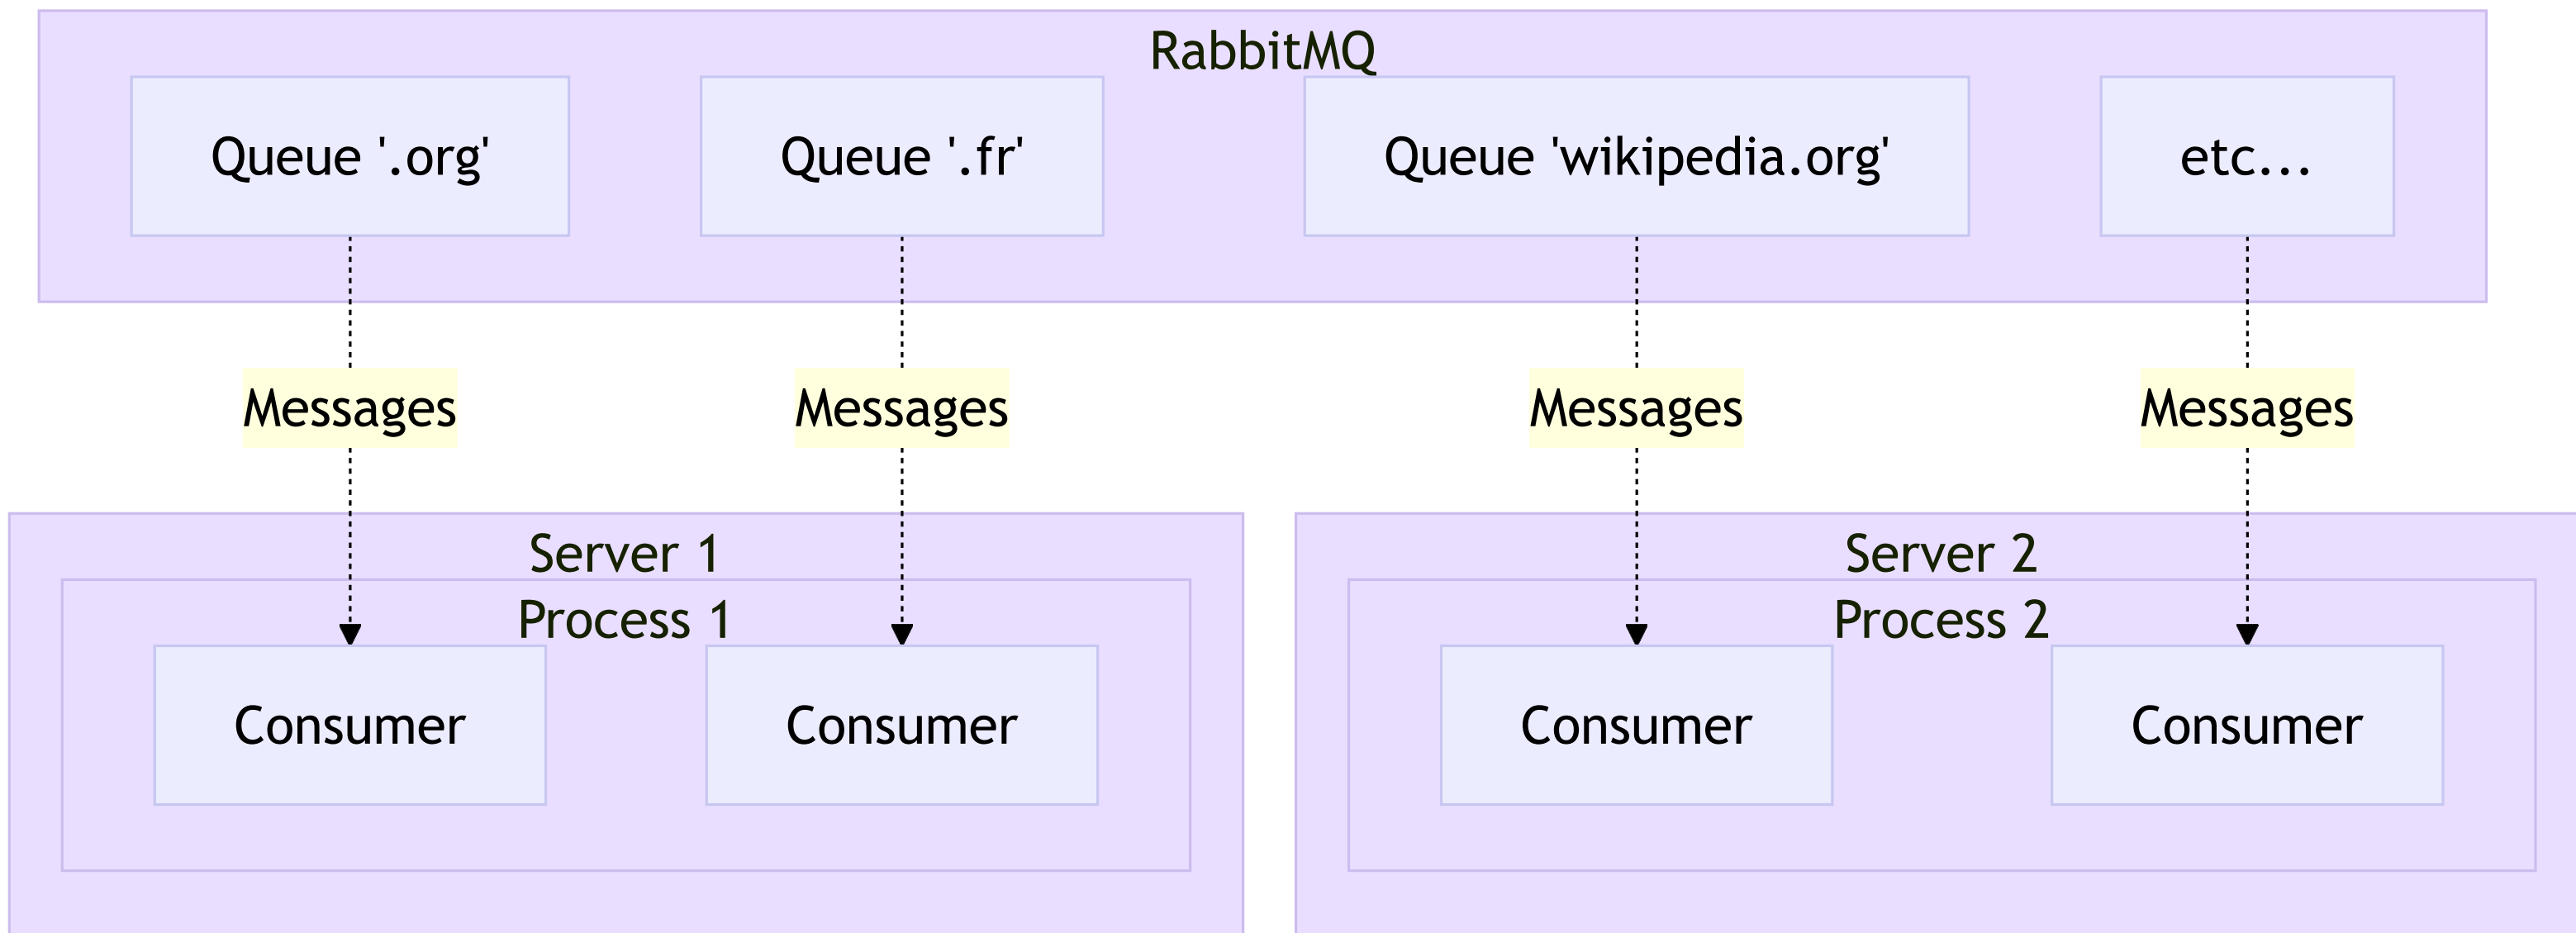 RabbitMQ
Queue '.org'
Queue '.fr'
Queue 'wikipedia.org'
etc...
Messages
Messages
Messages
Messages
Server 1
Server 2
Process 1
Process 2
Consumer
Consumer
Consumer
Consumer